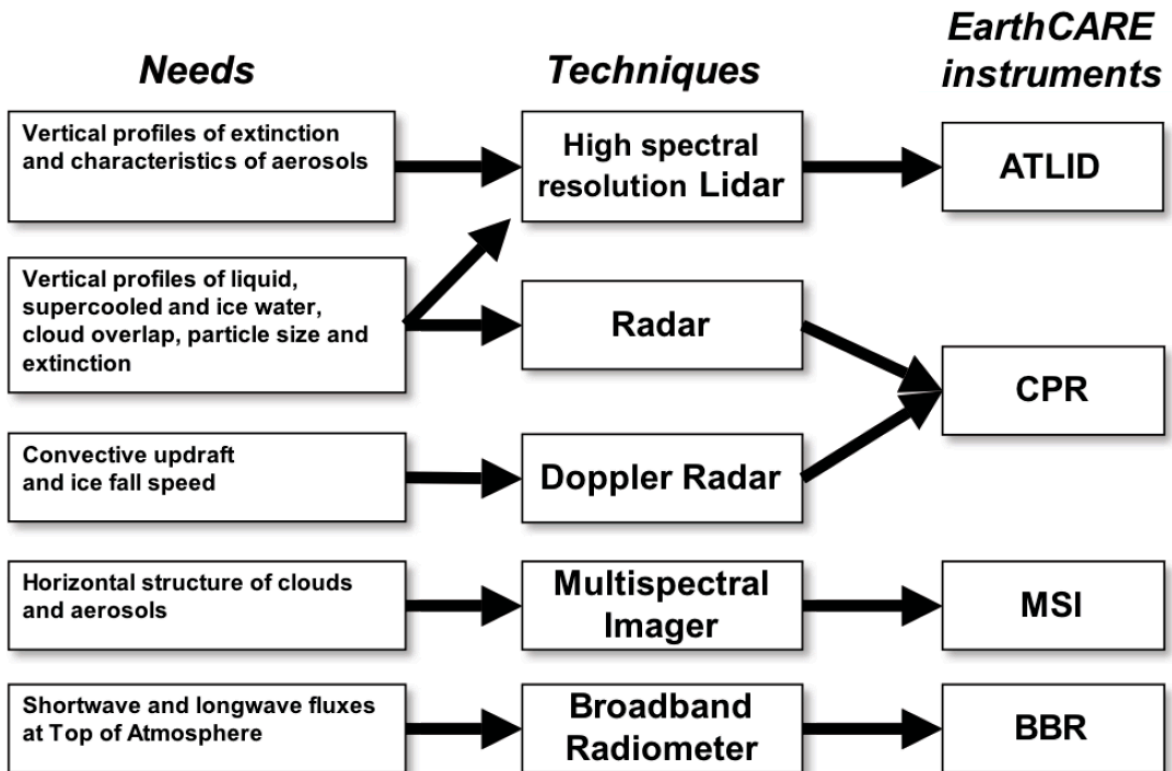 Needs
Techniques
EarthCARE
instruments
Vertical profiles of extinction
and characteristics of aerosols
High spectral
resolution Lidar
ATLID
Vertical profiles of liquid,
supercooled and ice water,
cloud overlap, particle size and
extinction
Radar
CPR
Convective updraft
and ice fall speed
Doppler Radar
Horizontal structure of clouds
and aerosols
Multispectral
Imager
MSI
Shortwave and longwave fluxes
at Top of Atmosphere
Broadband
Radiometer
BBR